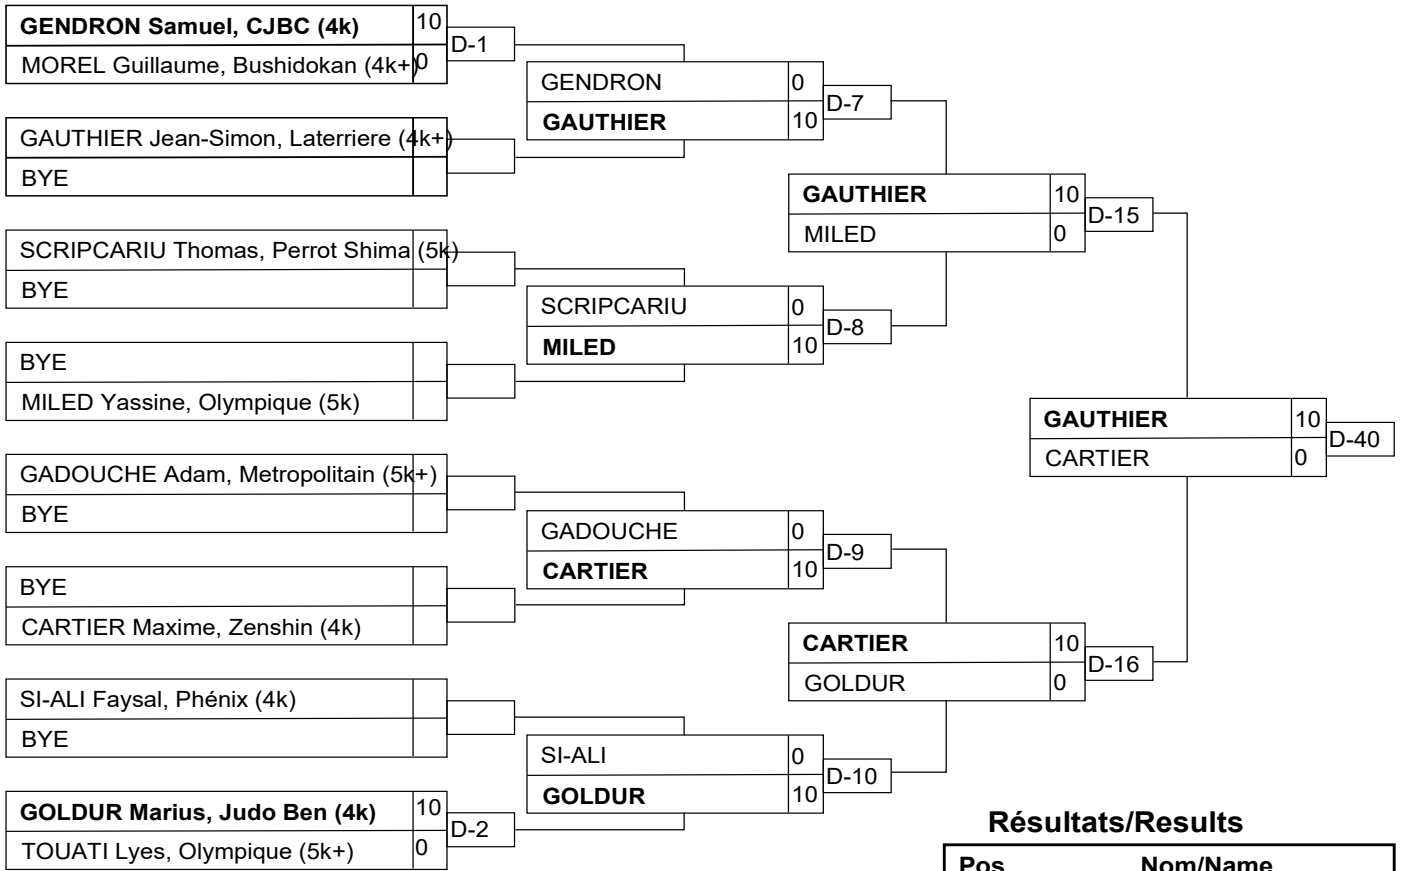 GENDRON Samuel, CJBC (4k) 10
D-1
MOREL Guillaume, Bushidokan (4k+) 0
GENDRON 0
D-7
GAUTHIER 10
GAUTHIER Jean-Simon, Laterriere (4k+)
BYE
GAUTHIER 10
D-15
MILED 0
SCRIPCARIU Thomas, Perrot Shima (5k)
BYE
SCRIPCARIU 0
D-8
MILED 10
BYE
MILED Yassine, Olympique (5k)
GAUTHIER 10
D-40
CARTIER 0
GADOUCHE Adam, Metropolitain (5k+)
BYE
GADOUCHE 0
D-9
CARTIER 10
BYE
CARTIER Maxime, Zenshin (4k)
CARTIER 10
D-16
GOLDUR 0
SI-ALI Faysal, Phénix (4k)
BYE
SI-ALI 0
D-10
GOLDUR 10
GOLDUR Marius, Judo Ben (4k) 10
D-2
TOUATI Lyes, Olympique (5k+) 0
Résultats/Results
Pos Nom/Name